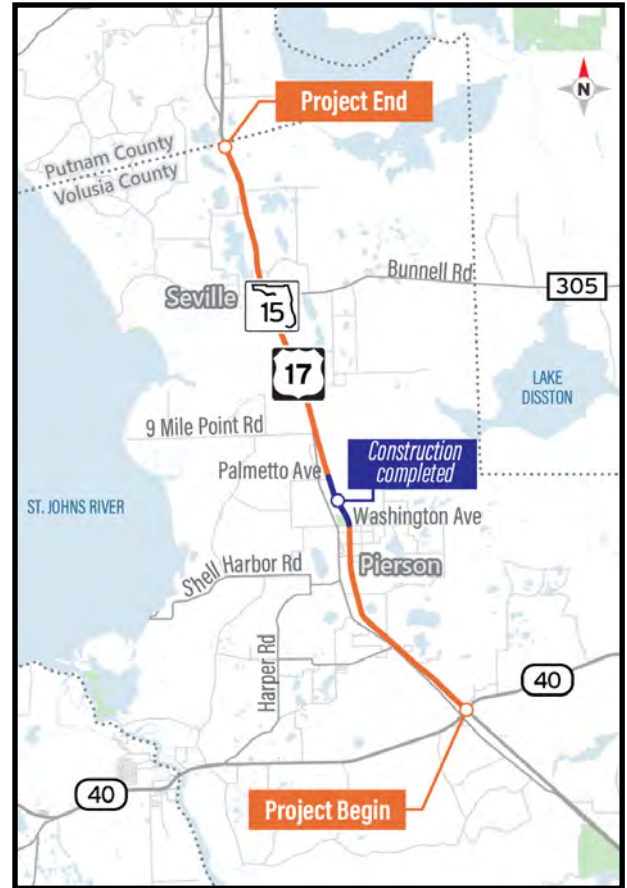 Project End
N
Putnam County
Volusia County
Bunnell Rd
305
Seville
15
17
LAKE
DISSTON
9 Mile Point Rd
Construction
completed
Palmetto Ave
ST. JOHNS RIVER
Washington Ave
Pierson
Shell Harbor Rd
Harper Rd
40
40
Project Begin